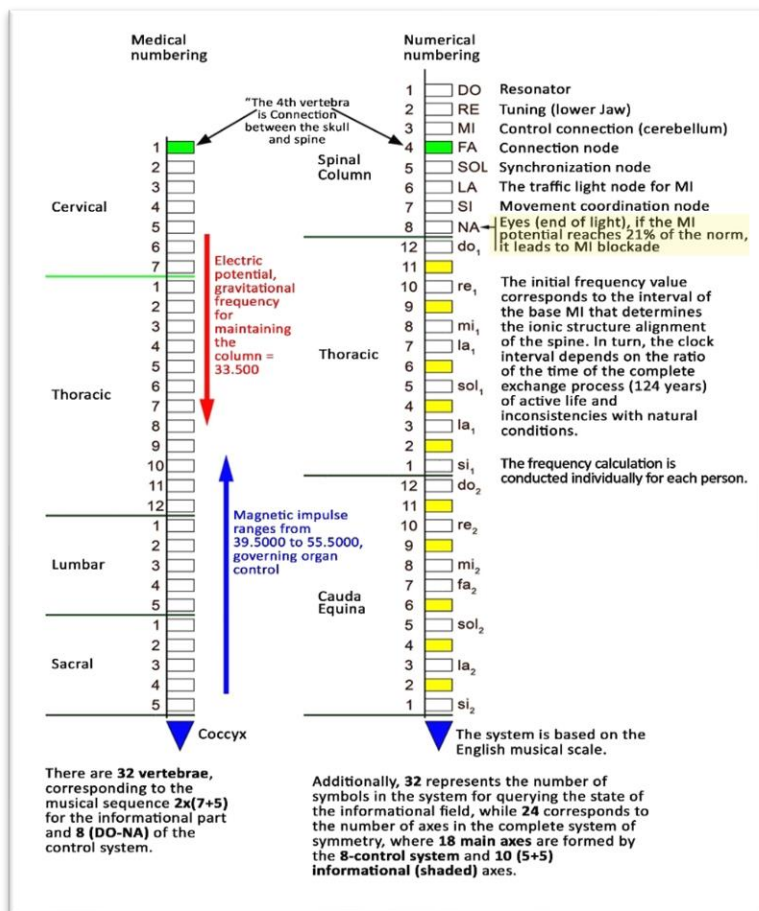 Medical
numbering
Numerical
numbering
"The 4th vertebra
is Connection
between the skull
and spine
Cervical
1
2
3
4
5
6
7
Thoracic
1
2
3
4
5
6
7
8
9
10
11
12
Lumbar
1
2
3
4
5
Sacral
1
2
3
4
5
Coccyx
Electric
potential,
gravitational
frequency
for
maintaining
the
column =
33.500
Magnetic impulse
ranges from
39.5000 to 55.5000,
governing organ
control
Spinal
Column
1 DO Resonator
2 RE Tuning (lower Jaw)
3 MI Control connection (cerebellum)
4 FA Connection node
5 SOL Synchronization node
6 LA The traffic light node for MI
7 SI Movement coordination node
8 NA Eyes (end of light), if the MI
potential reaches 21% of the norm,
it leads to MI blockade
Thoracic
12 do1
11
10 re1
9
8 mi1
7 la1
6
5 sol1
4
3 la1
2
1 si1
The initial frequency value
corresponds to the interval of
the base MI that determines
the ionic structure alignment
of the spine. In turn, the clock
interval depends on the ratio
of the time of the complete
exchange process (124 years)
of active life and
inconsistencies with natural
conditions.
The frequency calculation is
conducted individually for each person.
Cauda
Equina
12 do2
11
10 re2
9
8 mi2
7 fa2
6
5 sol2
4
3 la2
2
1 si2
The system is based on the
English musical scale.
There are 32 vertebrae,
corresponding to the
musical sequence 2x(7+5)
for the informational part
and 8 (DO-NA) of the
control system.
Additionally, 32 represents the number of
symbols in the system for querying the state of
the informational field, while 24 corresponds to
the number of axes in the complete system of
symmetry, where 18 main axes are formed by
the 8-control system and 10 (5+5)
informational (shaded) axes.